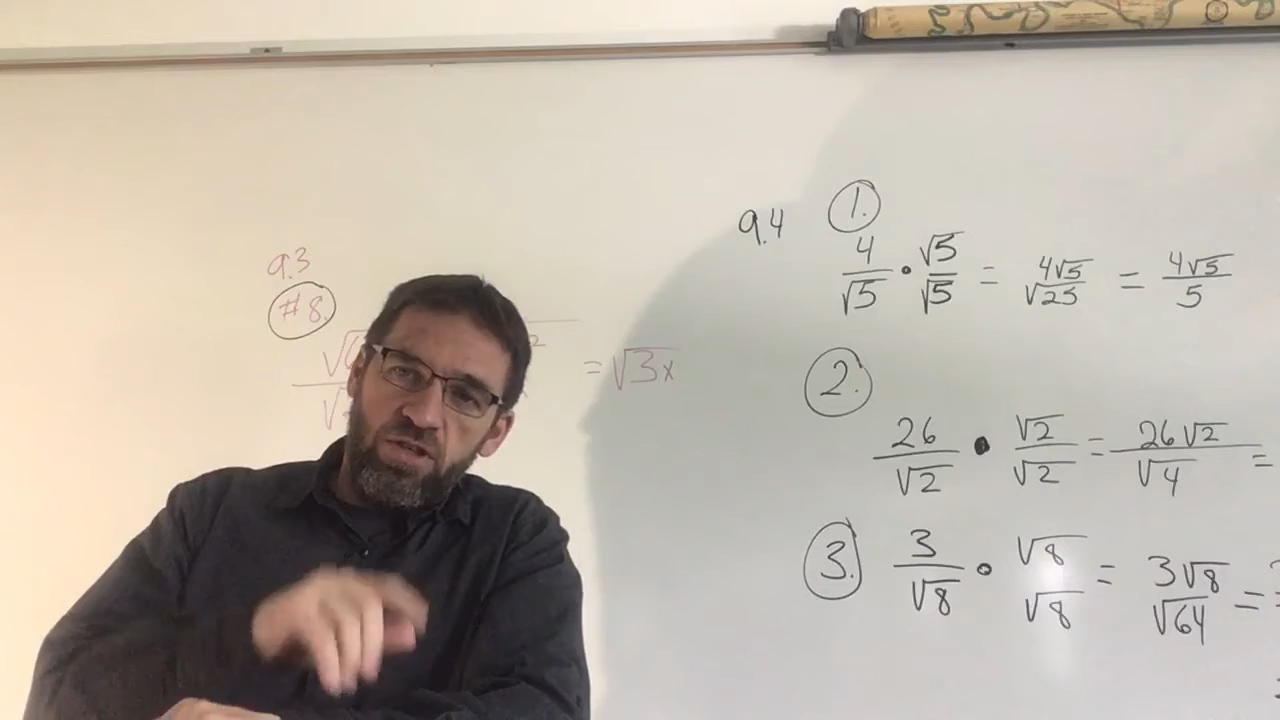 9.3
#8.
= √3x
9.4 1.
4/√5 • √5/√5 = 4√5/√25 = 4√5/5
2.
26/√2 • √2/√2 = 26√2/√4 =
3. 3/√8 • √8/√8 = 3√8/√64 =